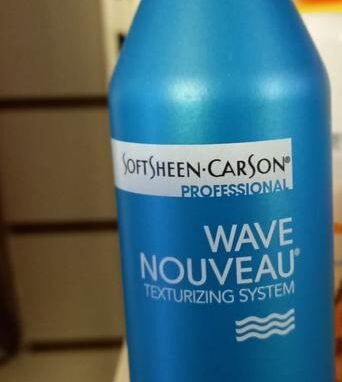 SOFTSHEEN·CARSON®
PROFESSIONAL
WAVE
NOUVEAU®
TEXTURIZING SYSTEM